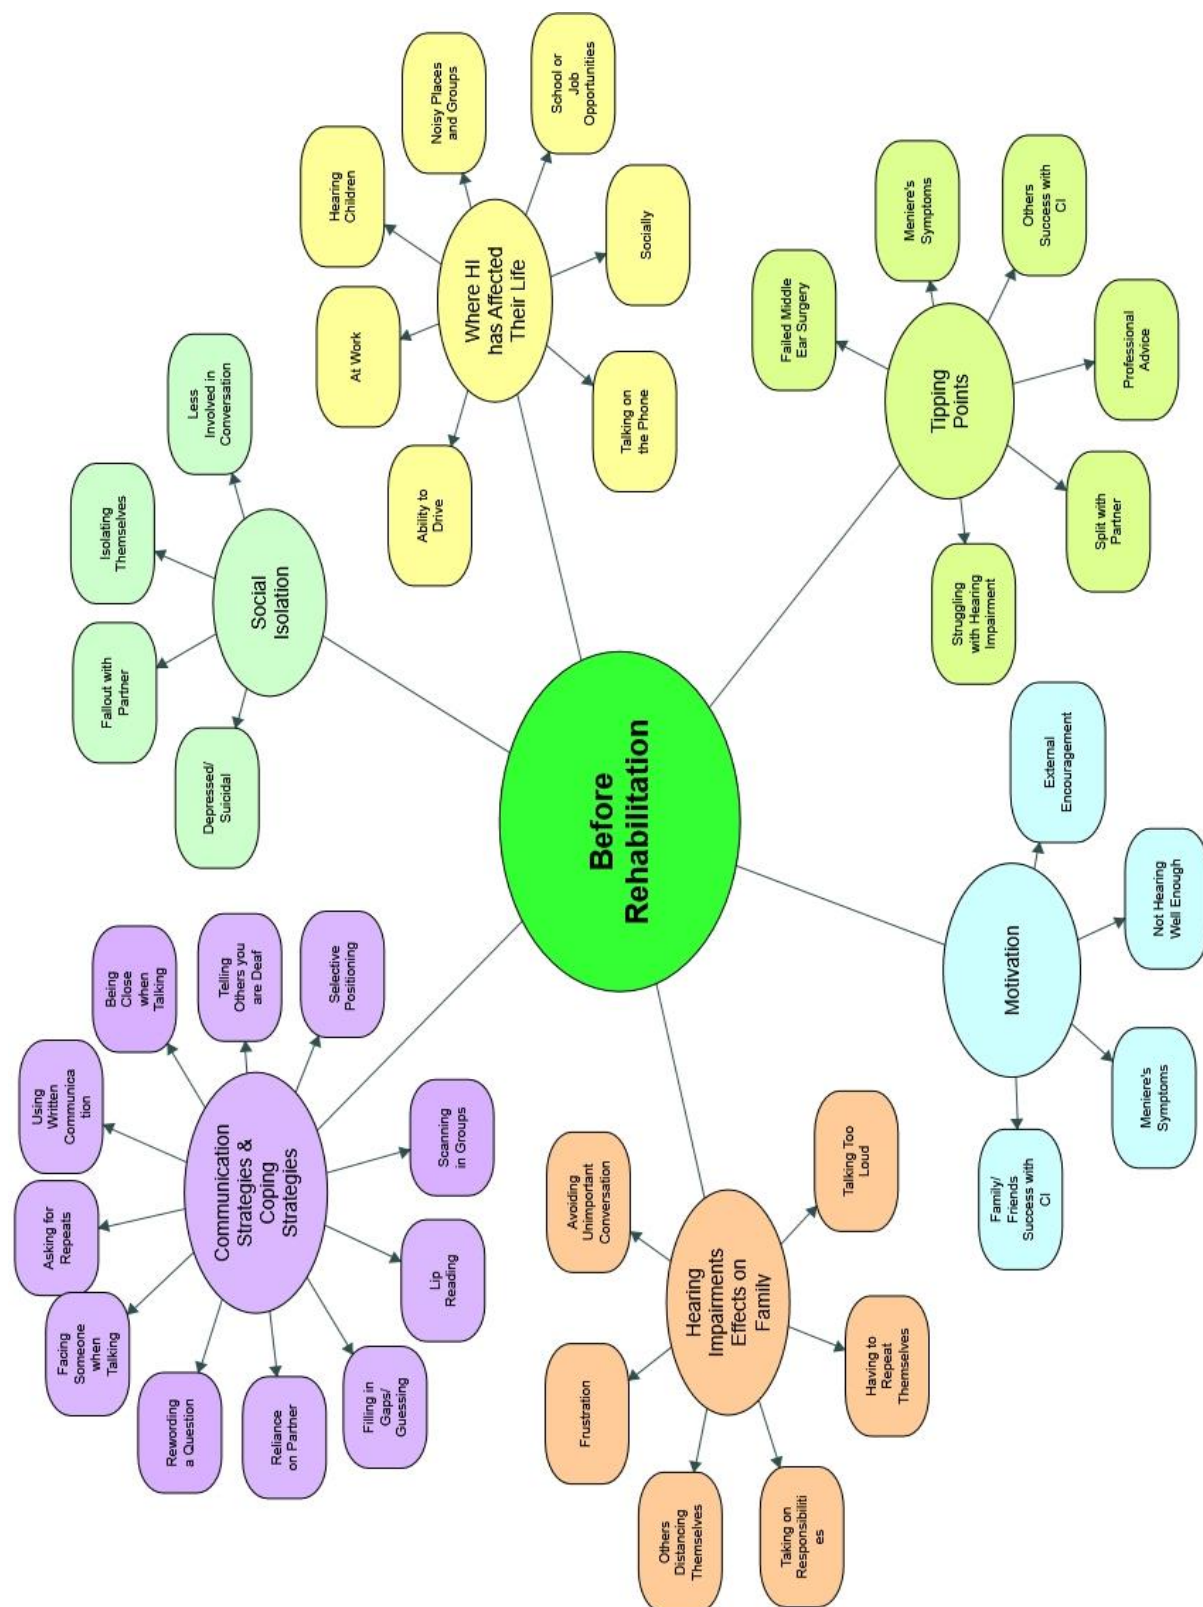 Before
Rehabilitation
Communication
Strategies &
Coping
Strategies
Rewording
a Question
Facing
Someone
when
Talking
Asking for
Repeats
Using
Written
Communica
tion
Being
Close
when
Talking
Telling
Others you
are Deaf
Selective
Positioning
Scanning
in Groups
Lip
Reading
Filling in
Gaps/
Guessing
Reliance
on Partner
Social
Isolation
Depressed/
Suicidal
Fallout with
Partner
Isolating
Themselves
Less
Involved in
Conversation
Where HI
has Affected
Their Life
Ability to
Drive
At Work
Hearing
Children
Noisy Places
and Groups
School or
Job
Opportunities
Socially
Talking on
the Phone
Tipping
Points
Struggling
with Hearing
Impairment
Failed Middle
Ear Surgery
Meniere's
Symptoms
Others
Success with
CI
Professional
Advice
Split with
Partner
Motivation
External
Encouragement
Not Hearing
Well Enough
Meniere's
Symptoms
Family/
Friends
Success with
CI
Hearing
Impairments
Effects on
Family
Others
Distancing
Themselves
Frustration
Avoiding
Unimportant
Conversation
Talking Too
Loud
Having to
Repeat
Themselves
Taking on
Responsibiliti
es